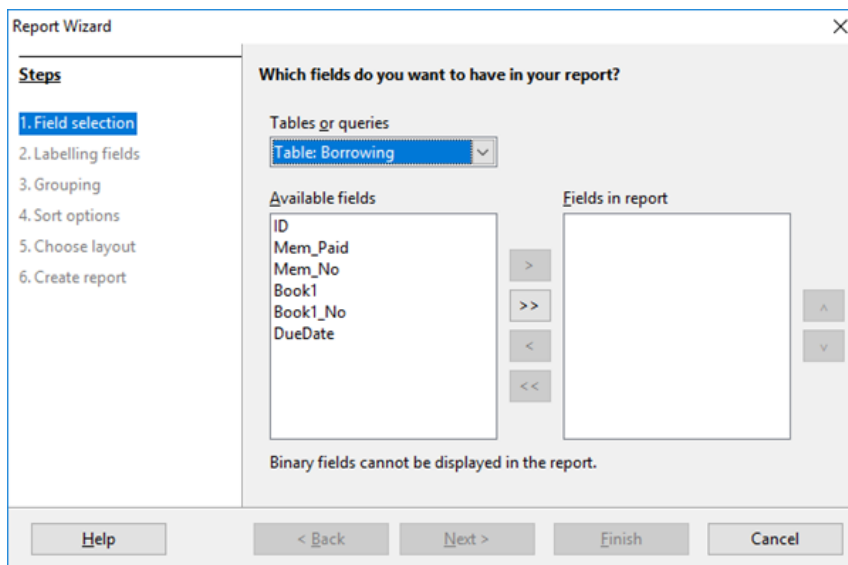 Report Wizard
Steps
1. Field selection
2. Labelling fields
3. Grouping
4. Sort options
5. Choose layout
6. Create report
Which fields do you want to have in your report?
Tables or queries
Table: Borrowing
Available fields
ID
Mem_Paid
Mem_No
Book1
Book1_No
DueDate
>
>>
<
<<
Fields in report
Binary fields cannot be displayed in the report.
Help
< Back
Next >
Finish
Cancel